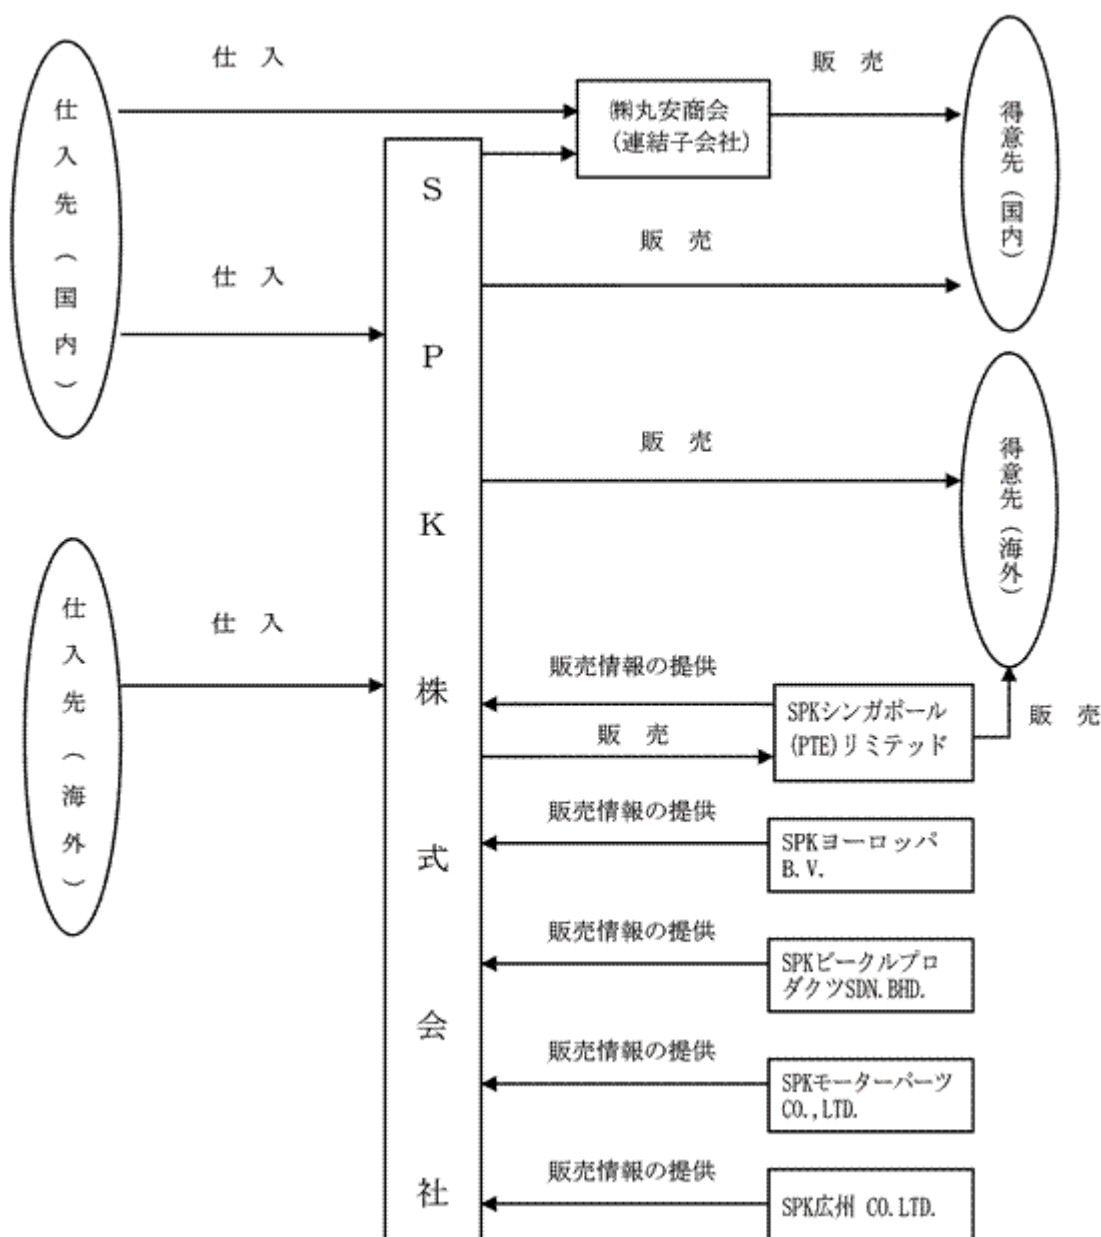 仕 入
販 売
仕入先（国内）
㈱丸安商会
（連結子会社）
得意先（国内）
SPK株式会社
販 売
仕 入
販 売
得意先（海外）
仕入先（海外）
仕 入
販売情報の提供
SPKシンガポール
(PTE)リミテッド
販 売
販 売
販売情報の提供
SPKヨーロッパ
B.V.
販売情報の提供
SPKビークルプロ
ダクツSDN.BHD.
販売情報の提供
SPKモーターパーツ
CO.,LTD.
販売情報の提供
SPK広州 CO.LTD.